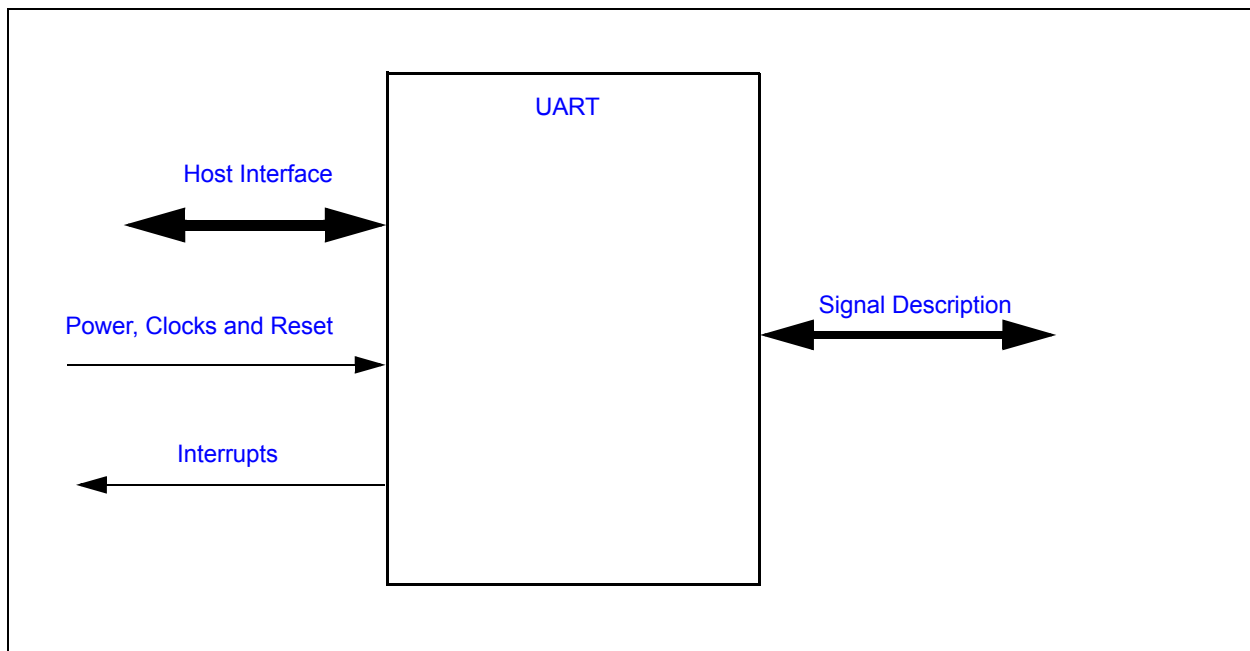 UART
Host Interface
Signal Description
Power, Clocks and Reset
Interrupts